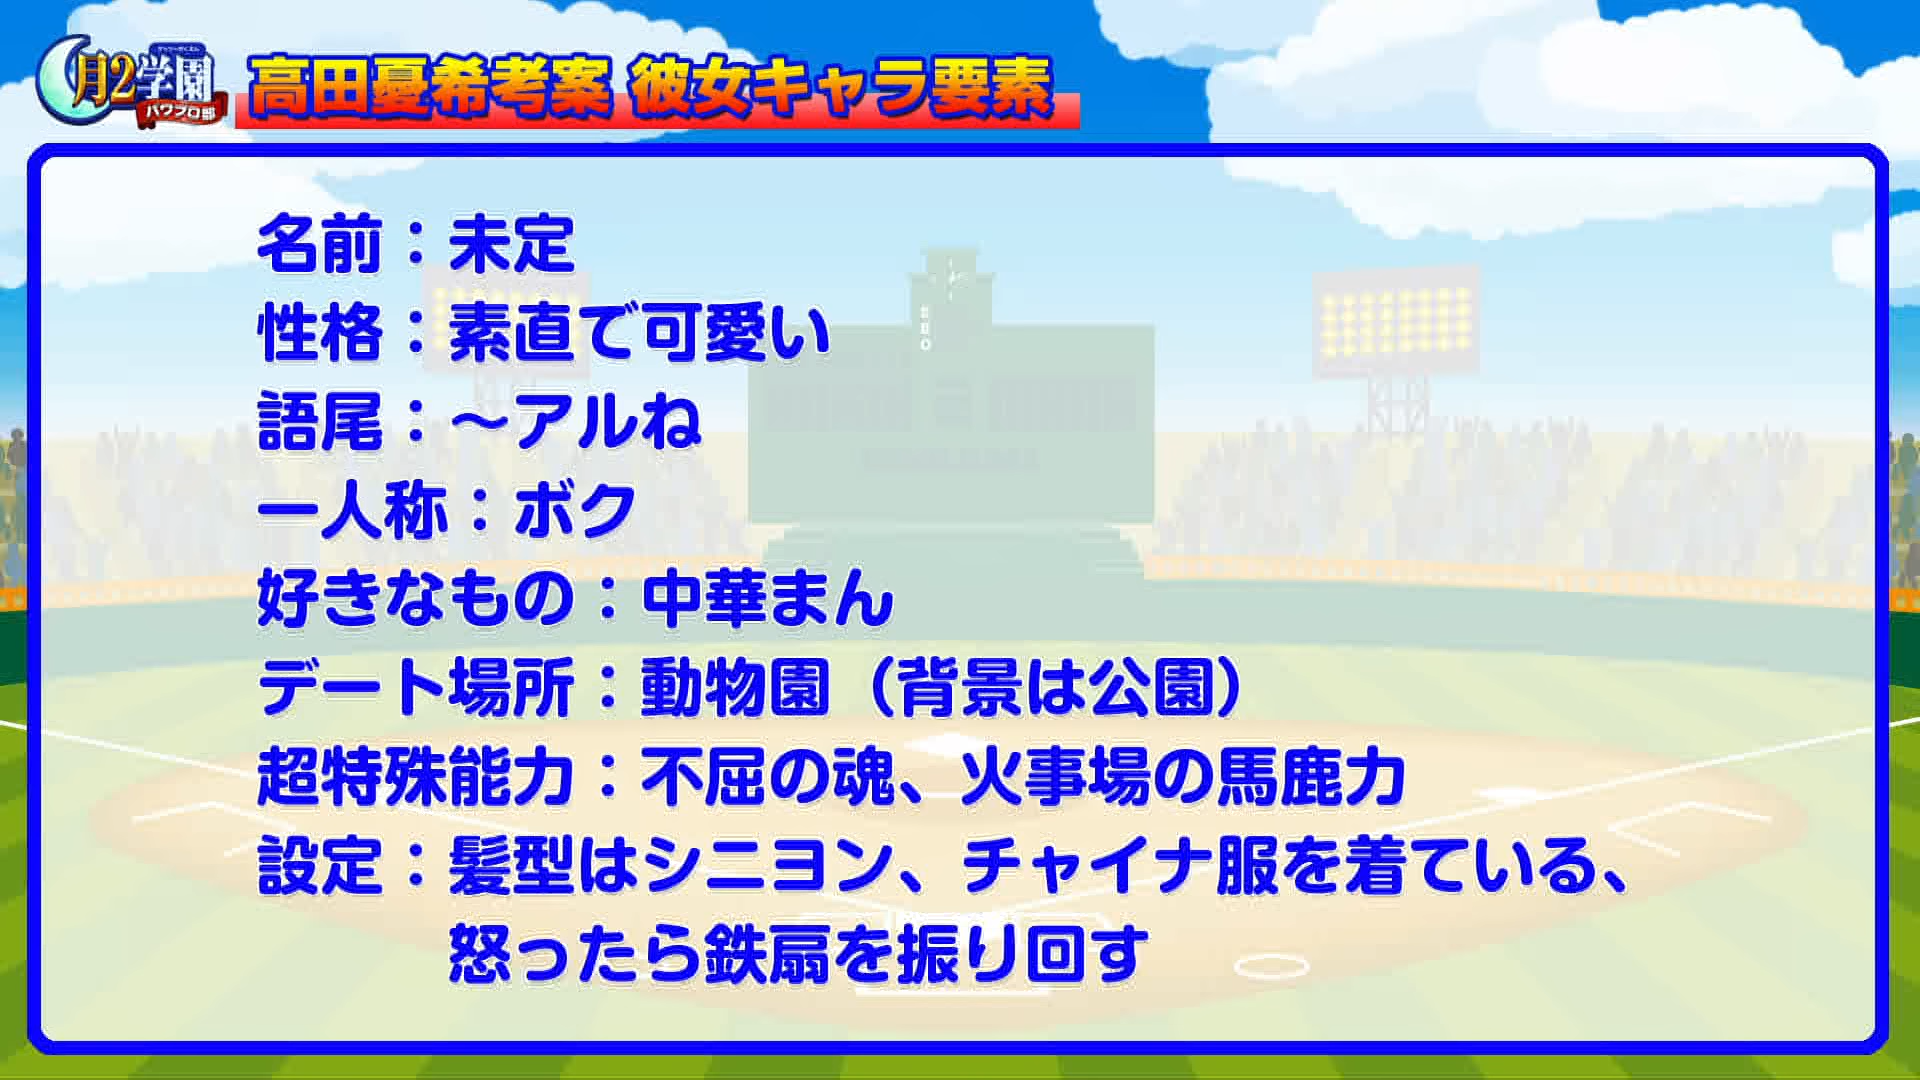 月2学園
パワプロ部
高田憂希考案 彼女キャラ要素
名前：未定
性格：素直で可愛い
語尾：～アルね
一人称：ボク
好きなもの：中華まん
デート場所：動物園（背景は公園）
超特殊能力：不屈の魂、火事場の馬鹿力
設定：髪型はシニヨン、チャイナ服を着ている、
怒ったら鉄扇を振り回す